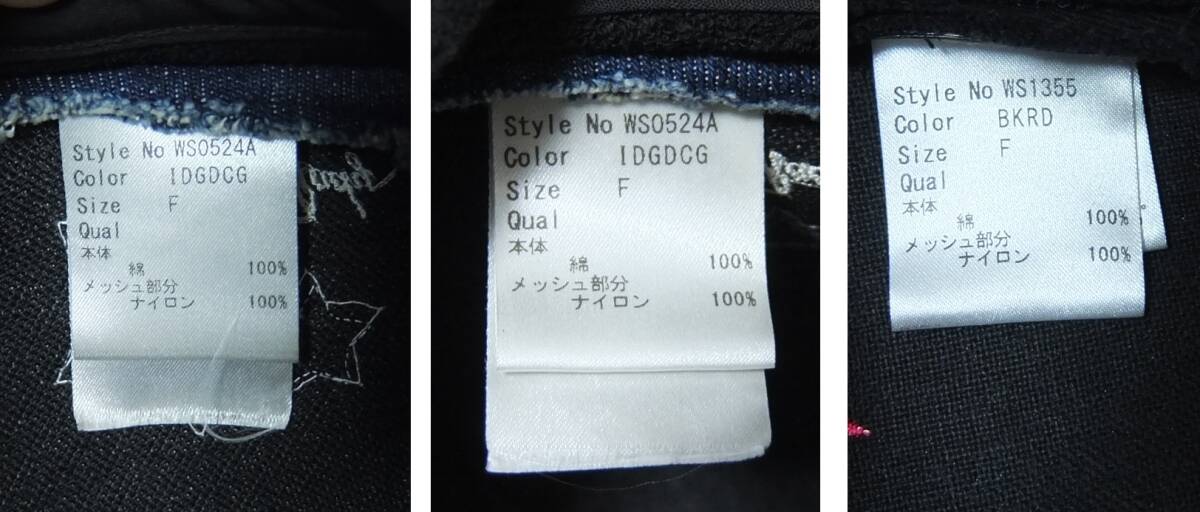 Style No WS0524A
Color IDGDCG
Size F
Qual
本体
綿 100%
メッシュ部分
ナイロン 100%
Style No WS0524A
Color IDGDCG
Size F
Qual
本体
綿 100%
メッシュ部分
ナイロン 100%
Style No WS1355
Color BKRD
Size F
Qual
本体
綿 100%
メッシュ部分
ナイロン 100%